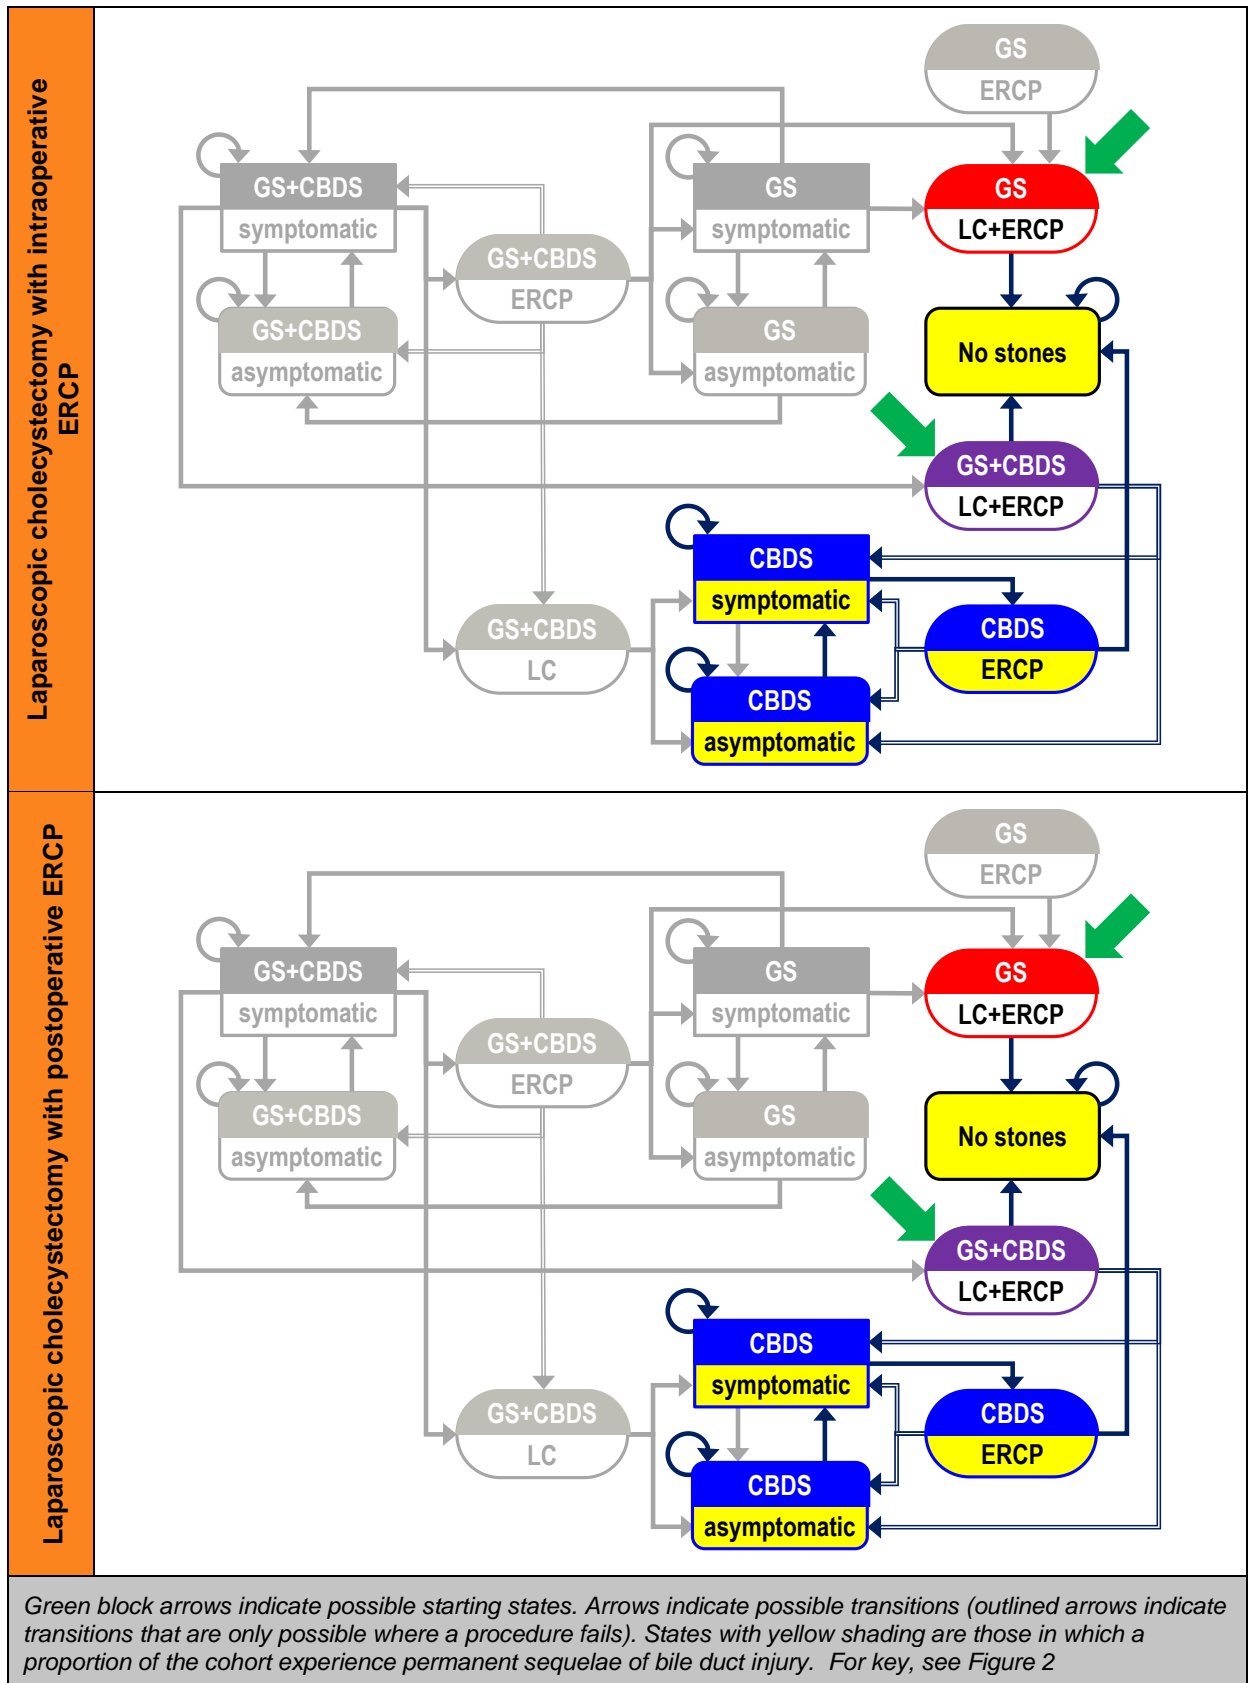 Laparoscopic cholecystectomy with intraoperative
ERCP
GS
ERCP
GS+CBDS
symptomatic
GS
symptomatic
GS
LC+ERCP
GS+CBDS
ERCP
GS+CBDS
asymptomatic
GS
asymptomatic
No stones
GS+CBDS
LC+ERCP
CBDS
symptomatic
GS+CBDS
LC
CBDS
ERCP
CBDS
asymptomatic
Laparoscopic cholecystectomy with postoperative ERCP
GS
ERCP
GS+CBDS
symptomatic
GS
symptomatic
GS
LC+ERCP
GS+CBDS
ERCP
GS+CBDS
asymptomatic
GS
asymptomatic
No stones
GS+CBDS
LC+ERCP
CBDS
symptomatic
GS+CBDS
LC
CBDS
ERCP
CBDS
asymptomatic
Green block arrows indicate possible starting states. Arrows indicate possible transitions (outlined arrows indicate
transitions that are only possible where a procedure fails). States with yellow shading are those in which a
proportion of the cohort experience permanent sequelae of bile duct injury. For key, see Figure 2